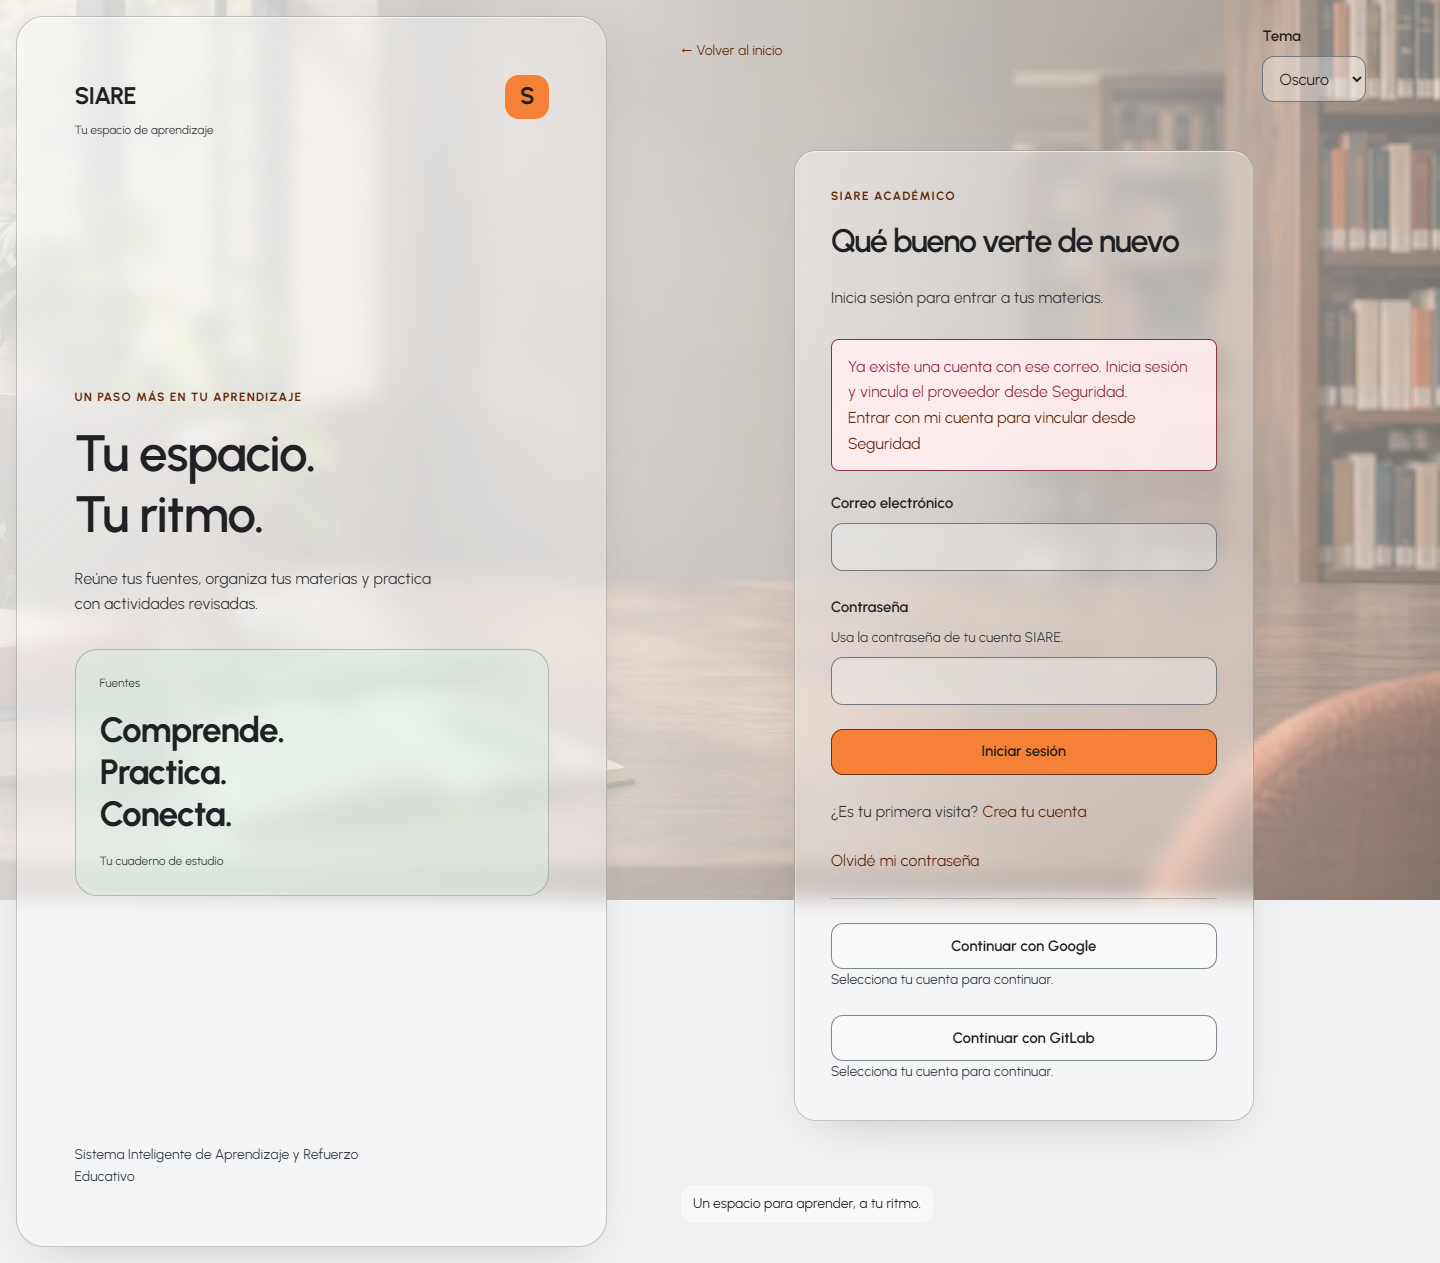 SIARE
S
Tu espacio de aprendizaje
UN PASO MÁS EN TU APRENDIZAJE
Tu espacio.
Tu ritmo.
Reúne tus fuentes, organiza tus materias y practica
con actividades revisadas.
Fuentes
Comprende.
Practica.
Conecta.
Tu cuaderno de estudio
Sistema Inteligente de Aprendizaje y Refuerzo
Educativo
← Volver al inicio
Tema
Oscuro
SIARE ACADÉMICO
Qué bueno verte de nuevo
Inicia sesión para entrar a tus materias.
Ya existe una cuenta con ese correo. Inicia sesión
y vincula el proveedor desde Seguridad.
Entrar con mi cuenta para vincular desde
Seguridad
Correo electrónico
Contraseña
Usa la contraseña de tu cuenta SIARE.
Iniciar sesión
¿Es tu primera visita? Crea tu cuenta
Olvidé mi contraseña
Continuar con Google
Selecciona tu cuenta para continuar.
Continuar con GitLab
Selecciona tu cuenta para continuar.
Un espacio para aprender, a tu ritmo.